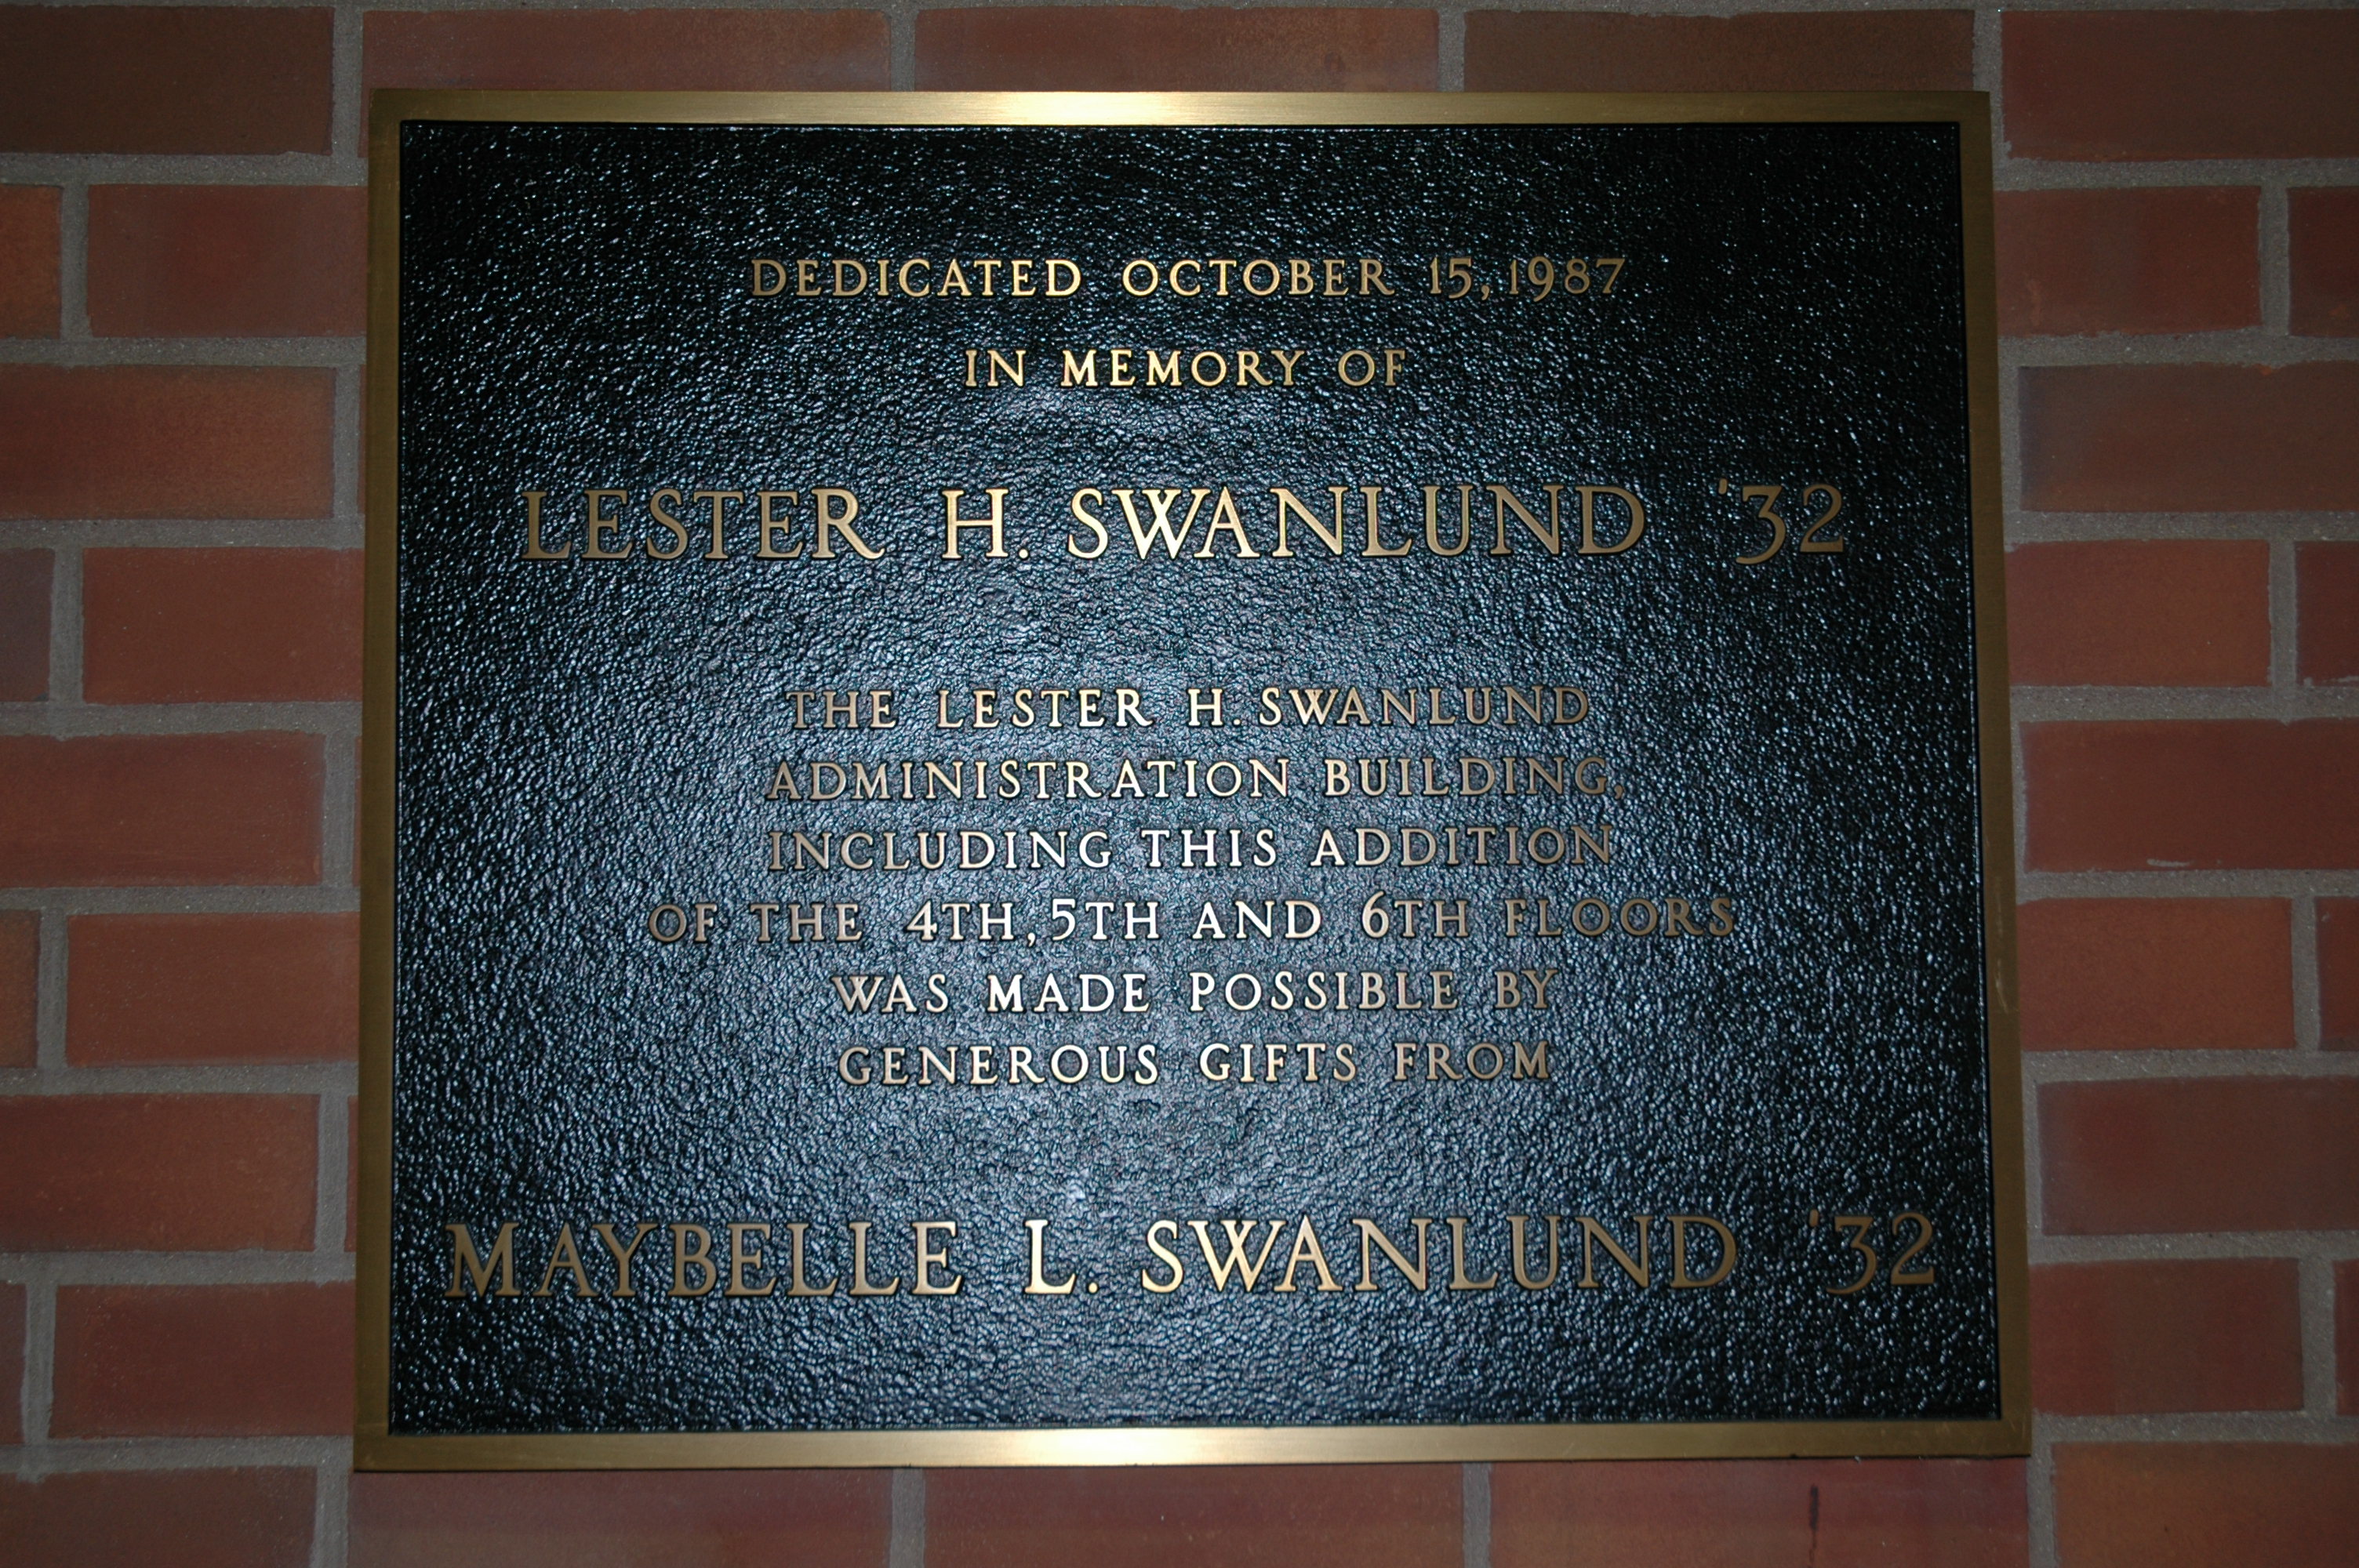 DEDICATED OCTOBER 15, 1987
IN MEMORY OF
LESTER H. SWANLUND '32
THE LESTER H. SWANLUND
ADMINISTRATION BUILDING,
INCLUDING THIS ADDITION
OF THE 4TH, 5TH AND 6TH FLOORS
WAS MADE POSSIBLE BY
GENEROUS GIFTS FROM
MAYBELLE L. SWANLUND '32